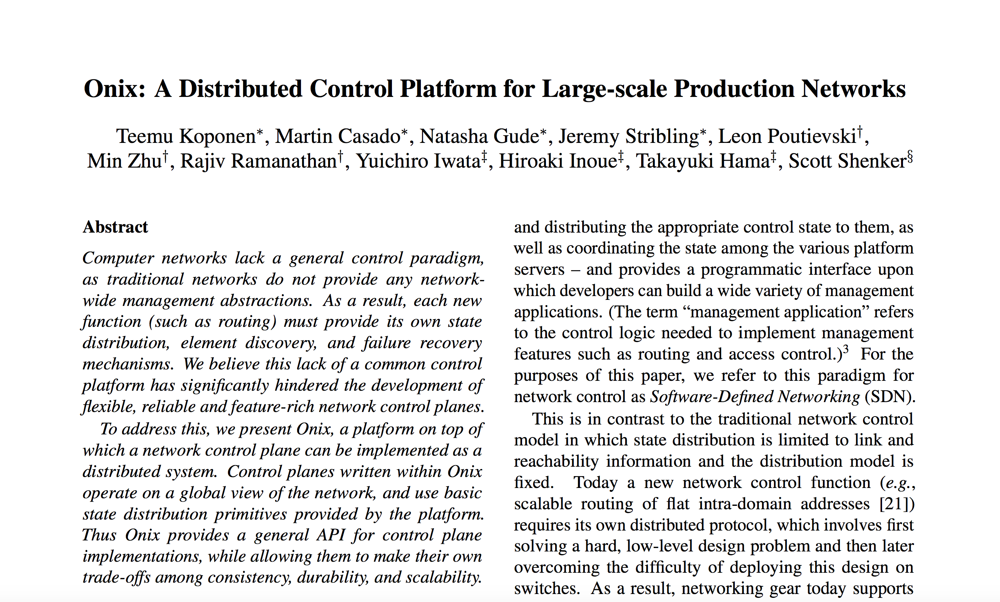 Onix: A Distributed Control Platform for Large-scale Production Networks
Teemu Koponen*, Martin Casado*, Natasha Gude*, Jeremy Stribling*, Leon Poutievski†,
Min Zhu†, Rajiv Ramanathan†, Yuichiro Iwata‡, Hiroaki Inoue‡, Takayuki Hama‡, Scott Shenker§
Abstract
Computer networks lack a general control paradigm,
as traditional networks do not provide any network-
wide management abstractions. As a result, each new
function (such as routing) must provide its own state
distribution, element discovery, and failure recovery
mechanisms. We believe this lack of a common control
platform has significantly hindered the development of
flexible, reliable and feature-rich network control planes.
To address this, we present Onix, a platform on top of
which a network control plane can be implemented as a
distributed system. Control planes written within Onix
operate on a global view of the network, and use basic
state distribution primitives provided by the platform.
Thus Onix provides a general API for control plane
implementations, while allowing them to make their own
trade-offs among consistency, durability, and scalability.
and distributing the appropriate control state to them, as
well as coordinating the state among the various platform
servers – and provides a programmatic interface upon
which developers can build a wide variety of management
applications. (The term “management application” refers
to the control logic needed to implement management
features such as routing and access control.)3 For the
purposes of this paper, we refer to this paradigm for
network control as Software-Defined Networking (SDN).
This is in contrast to the traditional network control
model in which state distribution is limited to link and
reachability information and the distribution model is
fixed. Today a new network control function (e.g.,
scalable routing of flat intra-domain addresses [21])
requires its own distributed protocol, which involves first
solving a hard, low-level design problem and then later
overcoming the difficulty of deploying this design on
switches. As a result, networking gear today supports